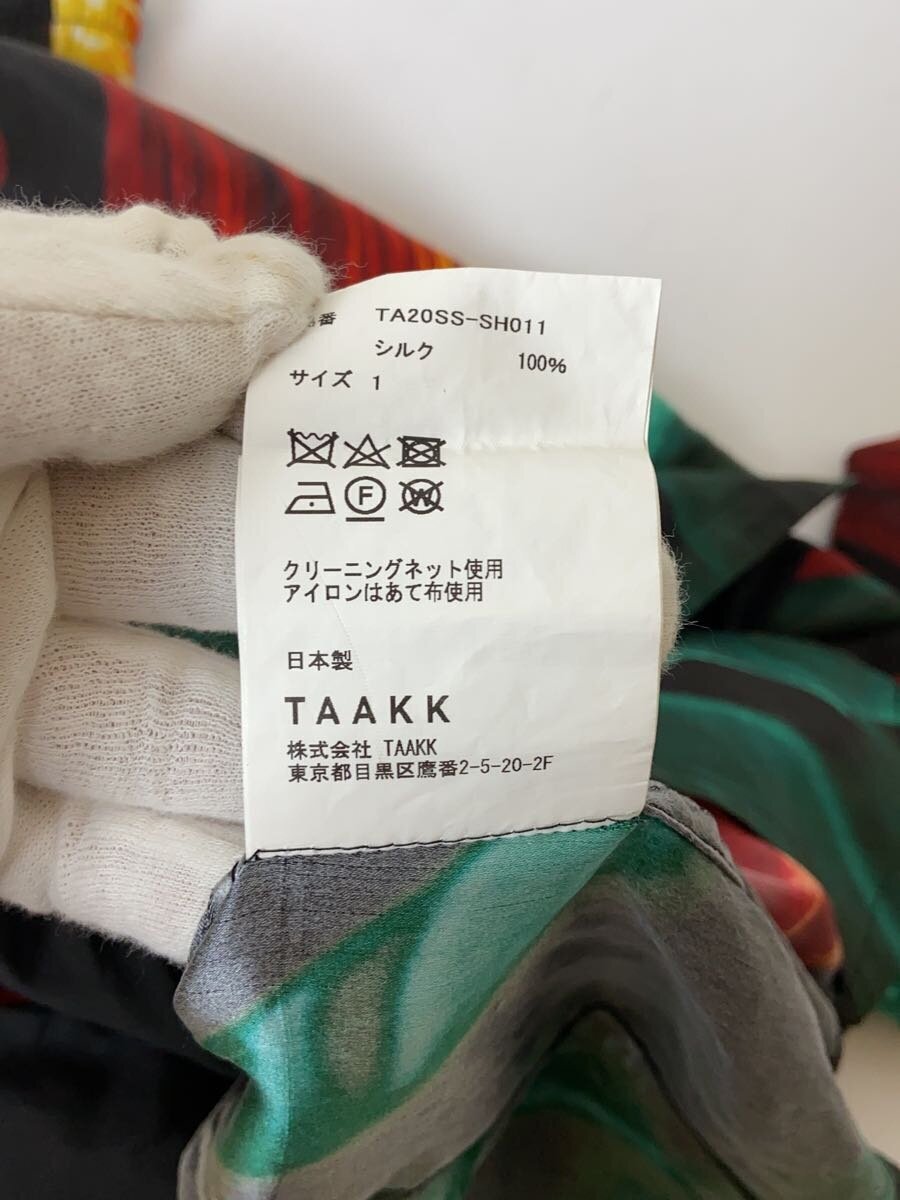 番 TA20SS-SH011
シルク 100%
サイズ 1
F W
クリーニングネット使用
アイロンはあて布使用
日本製
TAAKK
株式会社 TAAKK
東京都目黒区鷹番2-5-20-2F